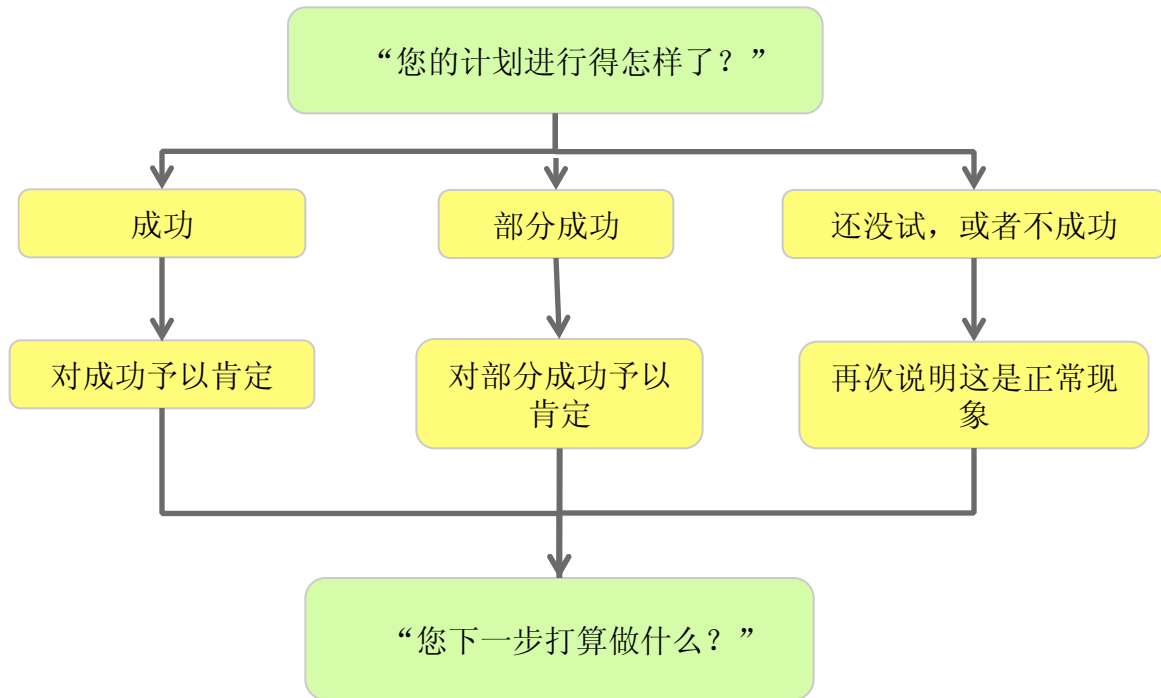 “您的计划进行得怎样了？”
成功
部分成功
还没试，或者不成功
对成功予以肯定
对部分成功予以
肯定
再次说明这是正常现
象
“您下一步打算做什么？”